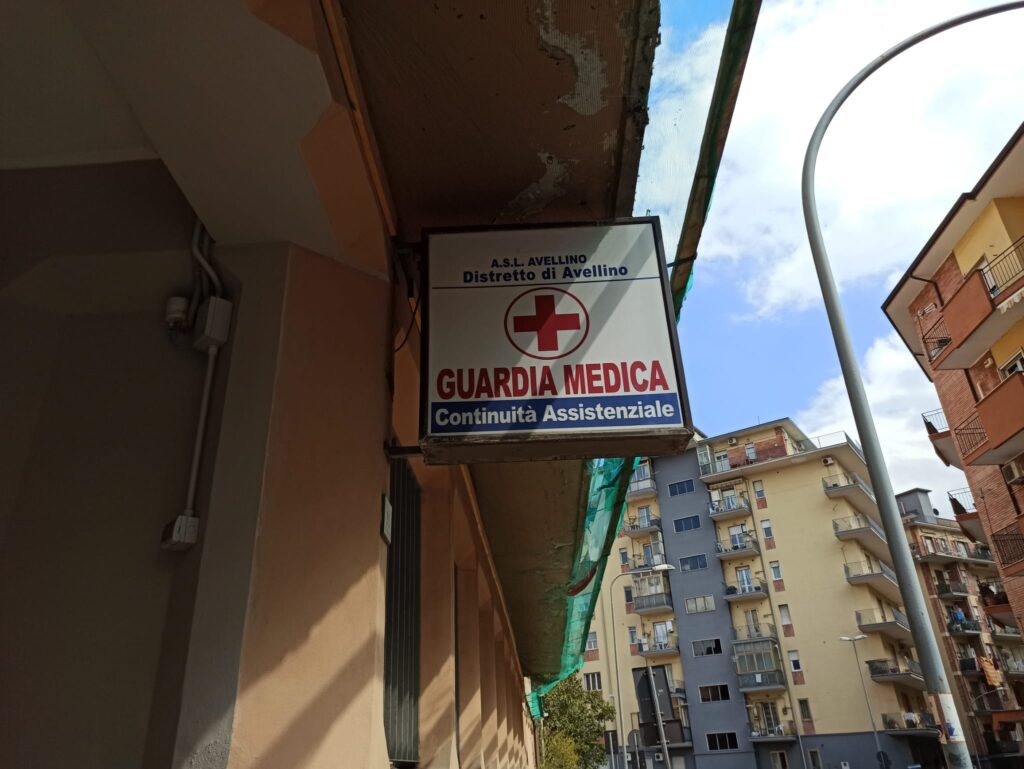 A.S.L. AVELLINO
Distretto di Avellino
GUARDIA MEDICA
Continuità Assistenziale